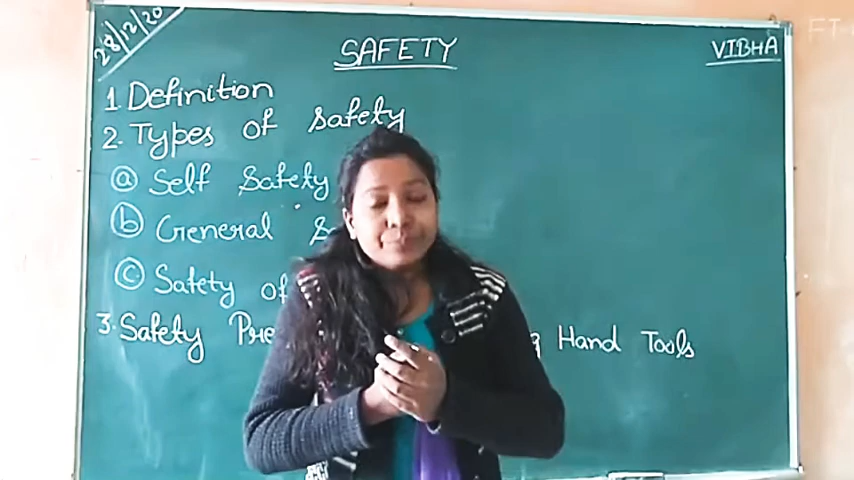 28/12/20
SAFETY
VIBHA
1 Definition
2. Types of safety
ⓐ Self Safety
ⓑ General
ⓒ Safety of
3. Safety Hand Tools
FT